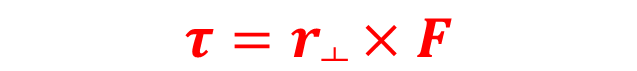 τ = r⊥ × F